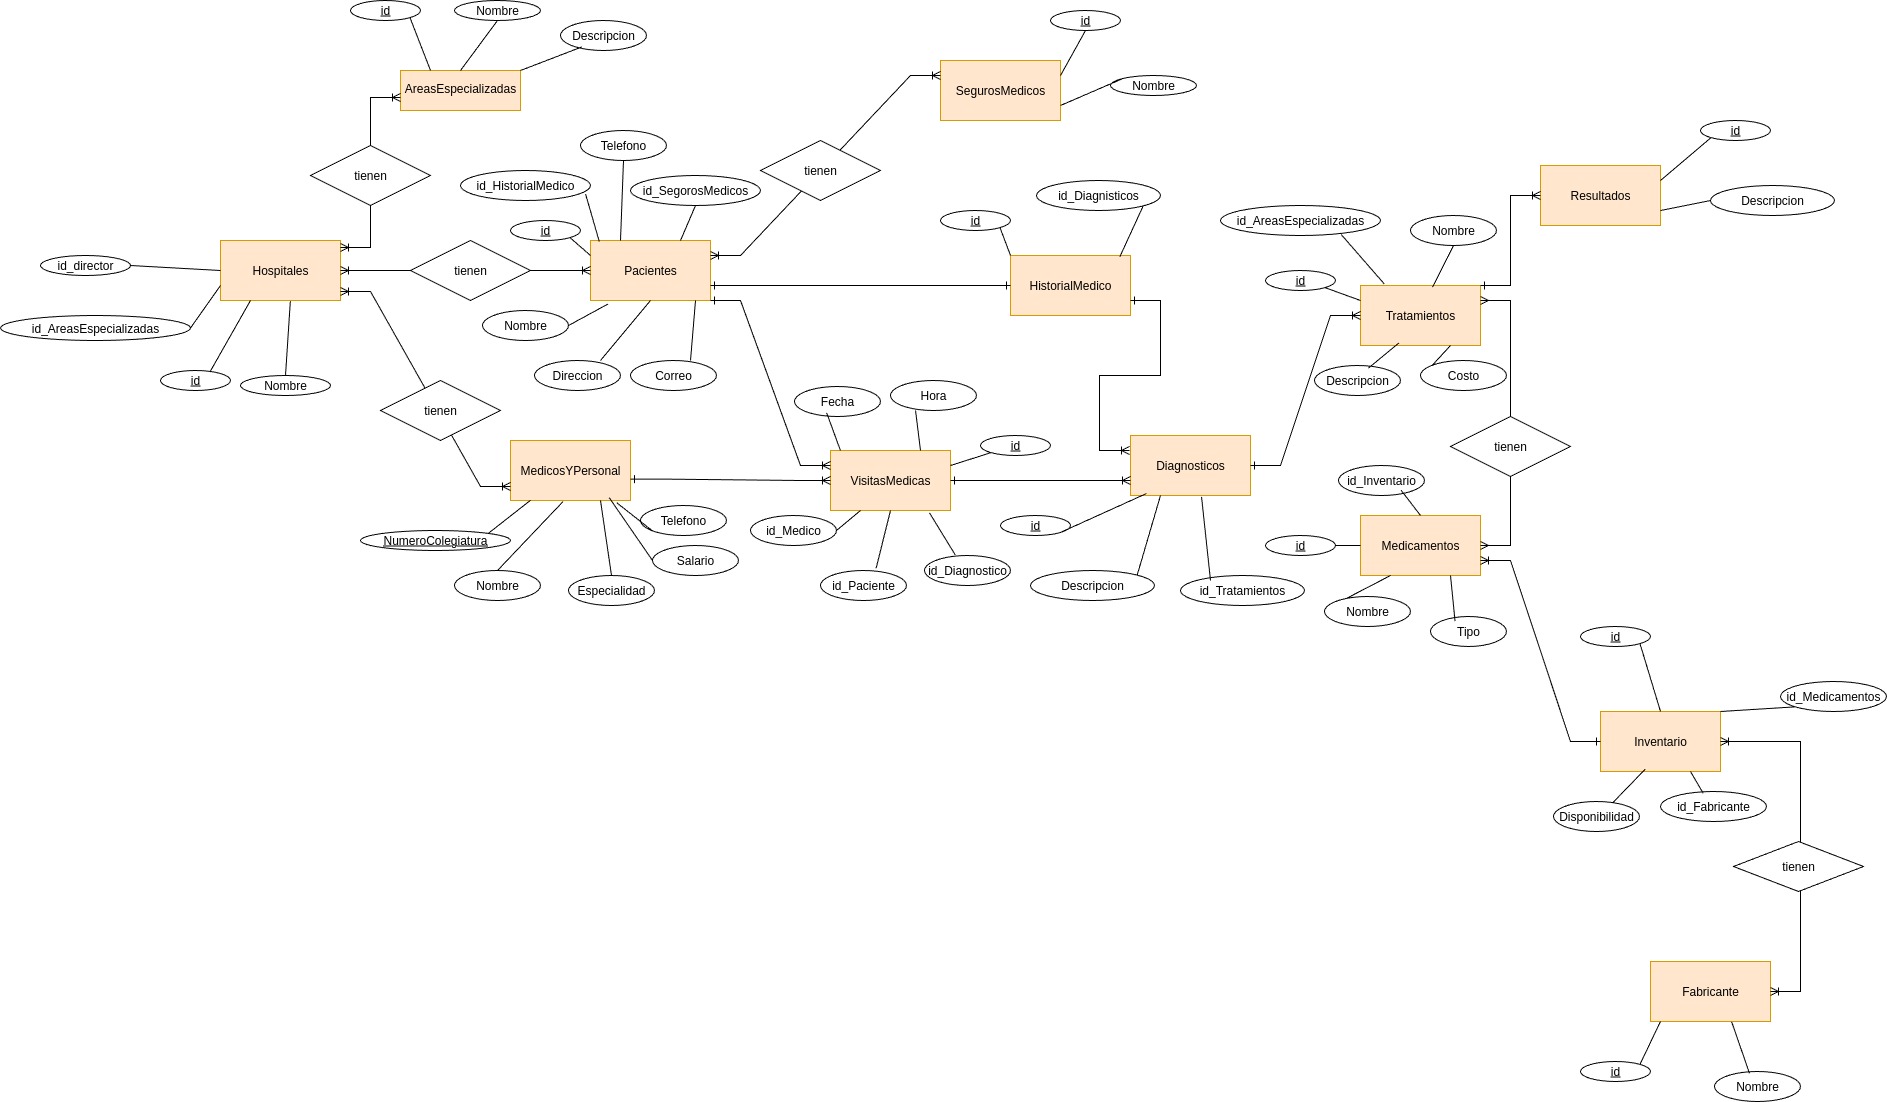 id
Nombre
Descripcion
id
AreasEspecializadas
SegurosMedicos
Nombre
Telefono
id
tienen
tienen
id_HistorialMedico
id_SegorosMedicos
id_Diagnisticos
Resultados
Descripcion
id
id
id_AreasEspecializadas
Nombre
id_director
Hospitales
tienen
Pacientes
HistorialMedico
id
Tratamientos
id_AreasEspecializadas
Nombre
id
Nombre
Direccion
Correo
Descripcion
Costo
tienen
Fecha
Hora
id
tienen
MedicosYPersonal
VisitasMedicas
Diagnosticos
id_Inventario
NumeroColegiatura
Telefono
id_Medico
id
id
Medicamentos
Nombre
Especialidad
Salario
id_Paciente
id_Diagnostico
Descripcion
id_Tratamientos
Nombre
Tipo
id
id_Medicamentos
Inventario
Disponibilidad
id_Fabricante
tienen
Fabricante
id
Nombre